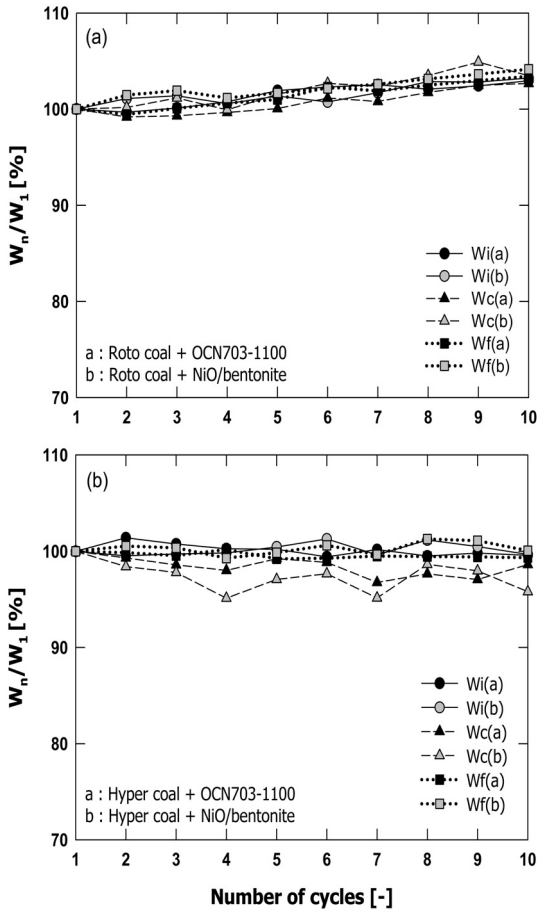 110
(a)
100
90
80
70
Wn/W1 [%]
Wi(a)
Wi(b)
Wc(a)
Wc(b)
Wf(a)
Wf(b)
a : Roto coal + OCN703-1100
b : Roto coal + NiO/bentonite
1 2 3 4 5 6 7 8 9 10
110
(b)
100
90
80
70
Wn/W1 [%]
Wi(a)
Wi(b)
Wc(a)
Wc(b)
Wf(a)
Wf(b)
a : Hyper coal + OCN703-1100
b : Hyper coal + NiO/bentonite
1 2 3 4 5 6 7 8 9 10
Number of cycles [-]